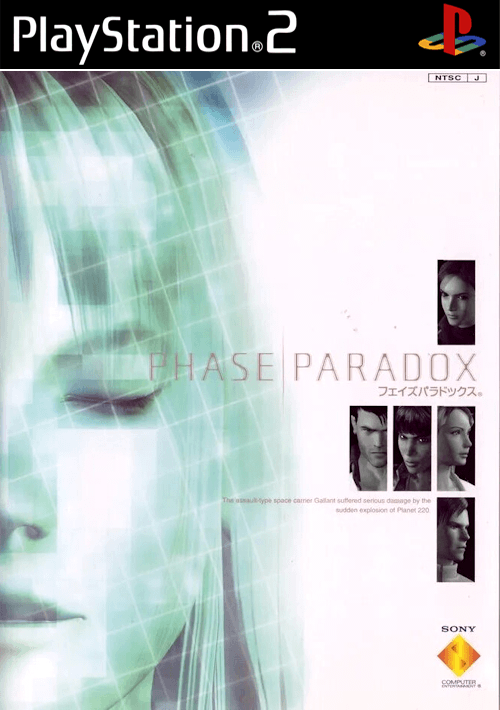 PlayStation®2
®
NTSC J
PHASE PARADOX
フェイズパラドックス®
The assault-type space carrier Gallant suffered serious dasage by the
sudden explosion of Planet 220.
SONY
COMPUTER
ENTERTAINMENT ®